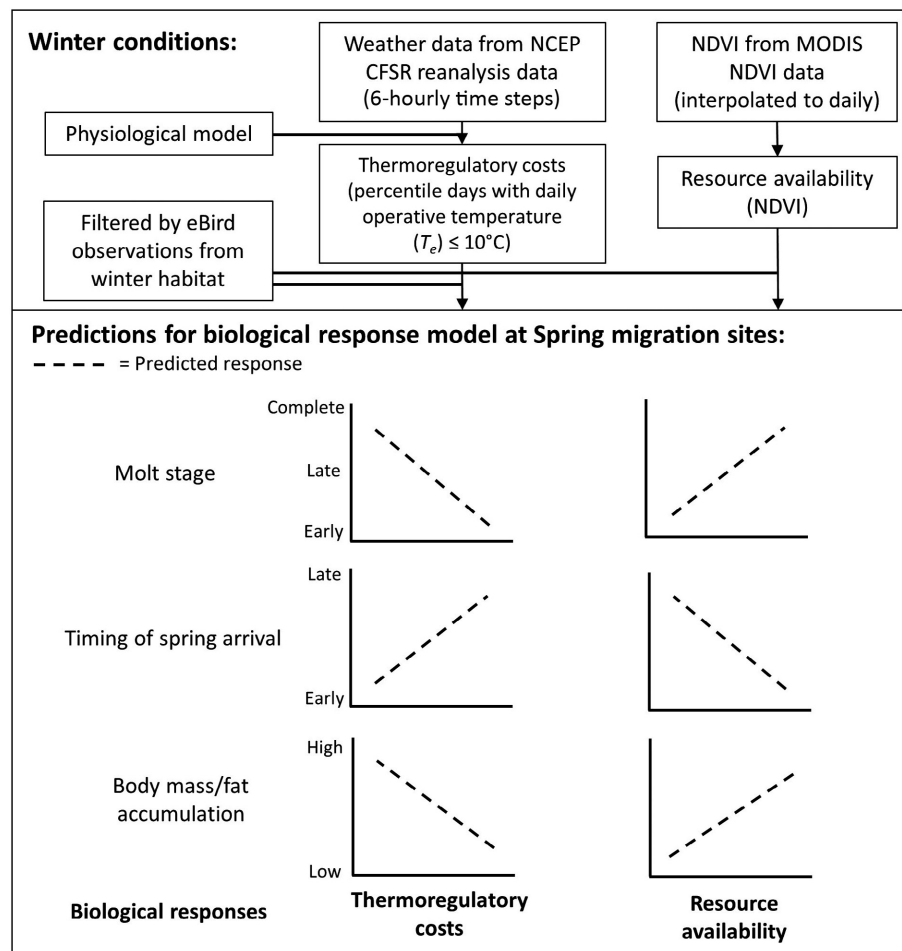 Winter conditions:
Weather data from NCEP
CFSR reanalysis data
(6-hourly time steps)
NDVI from MODIS
NDVI data
(interpolated to daily)
Physiological model
Thermoregulatory costs
(percentile days with daily
operative temperature
(Te) ≤ 10°C)
Resource availability
(NDVI)
Filtered by eBird
observations from
winter habitat
Predictions for biological response model at Spring migration sites:
= Predicted response
Molt stage
Complete
Late
Early
Timing of spring arrival
Late
Early
Body mass/fat
accumulation
High
Low
Biological responses
Thermoregulatory
costs
Resource
availability